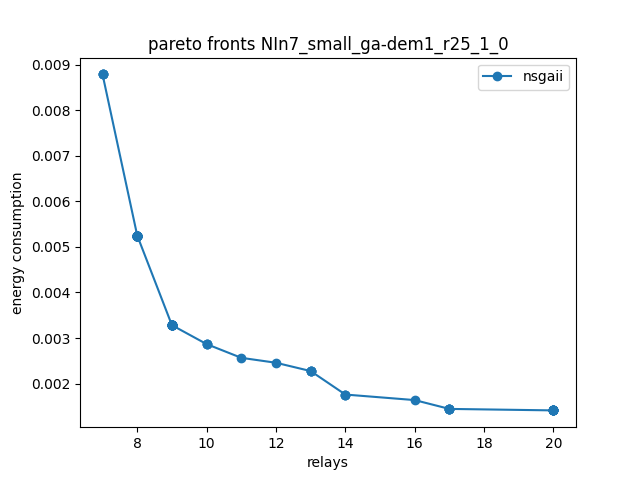 pareto fronts NIn7_small_ga-dem1_r25_1_0
nsgaii
0.009
0.008
0.007
0.006
0.005
0.004
0.003
0.002
energy consumption
8 10 12 14 16 18 20
relays